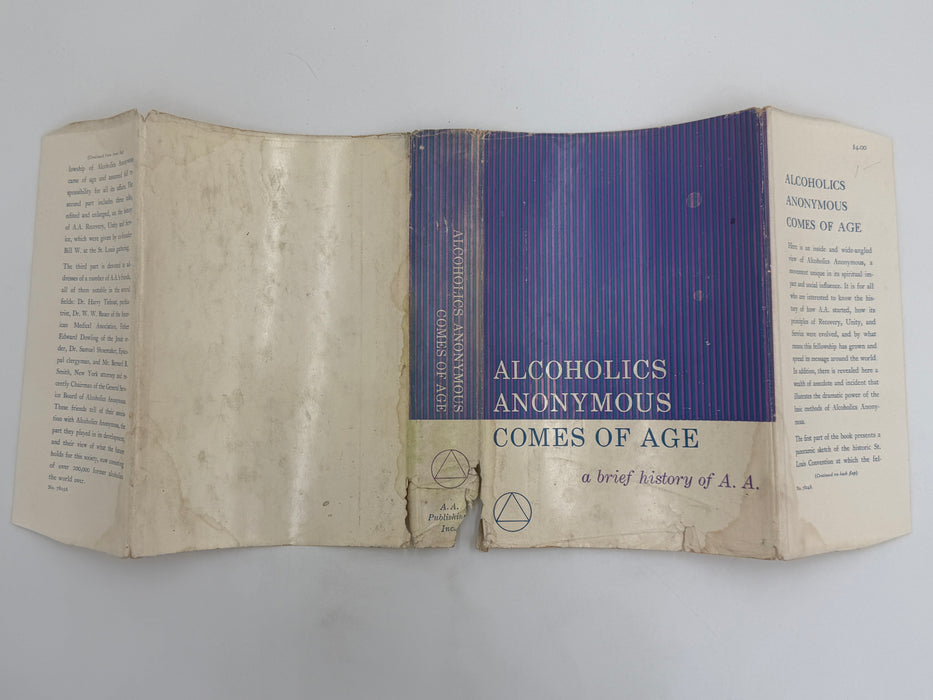 (Continued from front flap)
lowship of Alcoholics Anonymous
came of age and assumed full re-
sponsibility for all its affairs. The
second part includes three talks,
edited and enlarged, on the history
of A.A. Recovery, Unity and Serv-
ice, which were given by co-founder
Bill W. at the St. Louis gathering.
The third part is devoted to ad-
dresses of a number of A.A.'s friends,
all of them notable in the several
fields: Dr. Harry Tiebout, psychia-
trist, Dr. W. W. Bauer of the Amer-
ican Medical Association, Father
Edward Dowling of the Jesuit or-
der, Dr. Samuel Shoemaker, Episco-
pal clergyman, and Mr. Bernard B.
Smith, New York attorney and re-
cently Chairman of the General Serv-
ice Board of Alcoholics Anonymous.
These friends tell of their associa-
tion with Alcoholics Anonymous, the
part they played in its development,
and their view of what the future
holds for this society, now consisting
of over 200,000 former alcoholics
the world over.
ALCOHOLICS ANONYMOUS
COMES OF AGE
A. A.
Publishing
Inc.
ALCOHOLICS
ANONYMOUS
COMES OF AGE
a brief history of A. A.
$4.00
ALCOHOLICS
ANONYMOUS
COMES OF AGE
Here is an inside and wide-angled
view of Alcoholics Anonymous, a
movement unique in its spiritual im-
pact and social influence. It is for all
who are interested to know the his-
tory of how A.A. started, how its
principles of Recovery, Unity, and
Service were evolved, and by what
means this fellowship has grown and
spread its message around the world.
In addition, there is revealed here a
wealth of anecdote and incident that
illustrates the dramatic power of the
basic methods of Alcoholics Anony-
mous.
The first part of the book presents a
panoramic sketch of the historic St.
Louis Convention at which the fel-
(Continued on back flap)